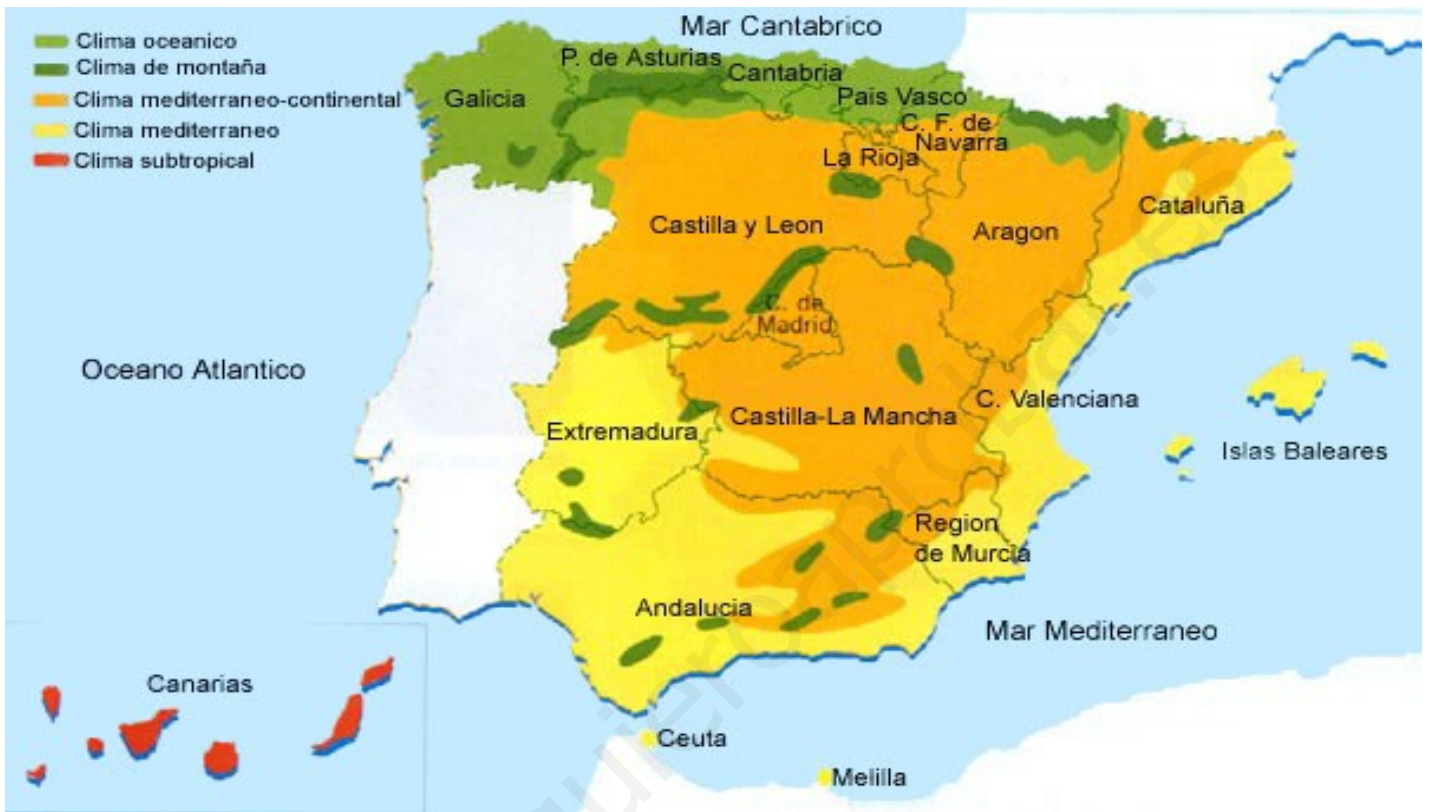 Mar Cantabrico
Clima oceanico
Clima de montaña
Clima mediterraneo-continental
Clima mediterraneo
Clima subtropical
P. de Asturias
Cantabria
Galicia
Pais Vasco
C. F. de
Navarra
La Rioja
Castilla y Leon
Aragon
Cataluña
C. de
Madrid
Oceano Atlantico
C. Valenciana
Castilla-La Mancha
Extremadura
Islas Baleares
Region
de Murcia
Andalucia
Mar Mediterraneo
Canarias
Ceuta
Melilla